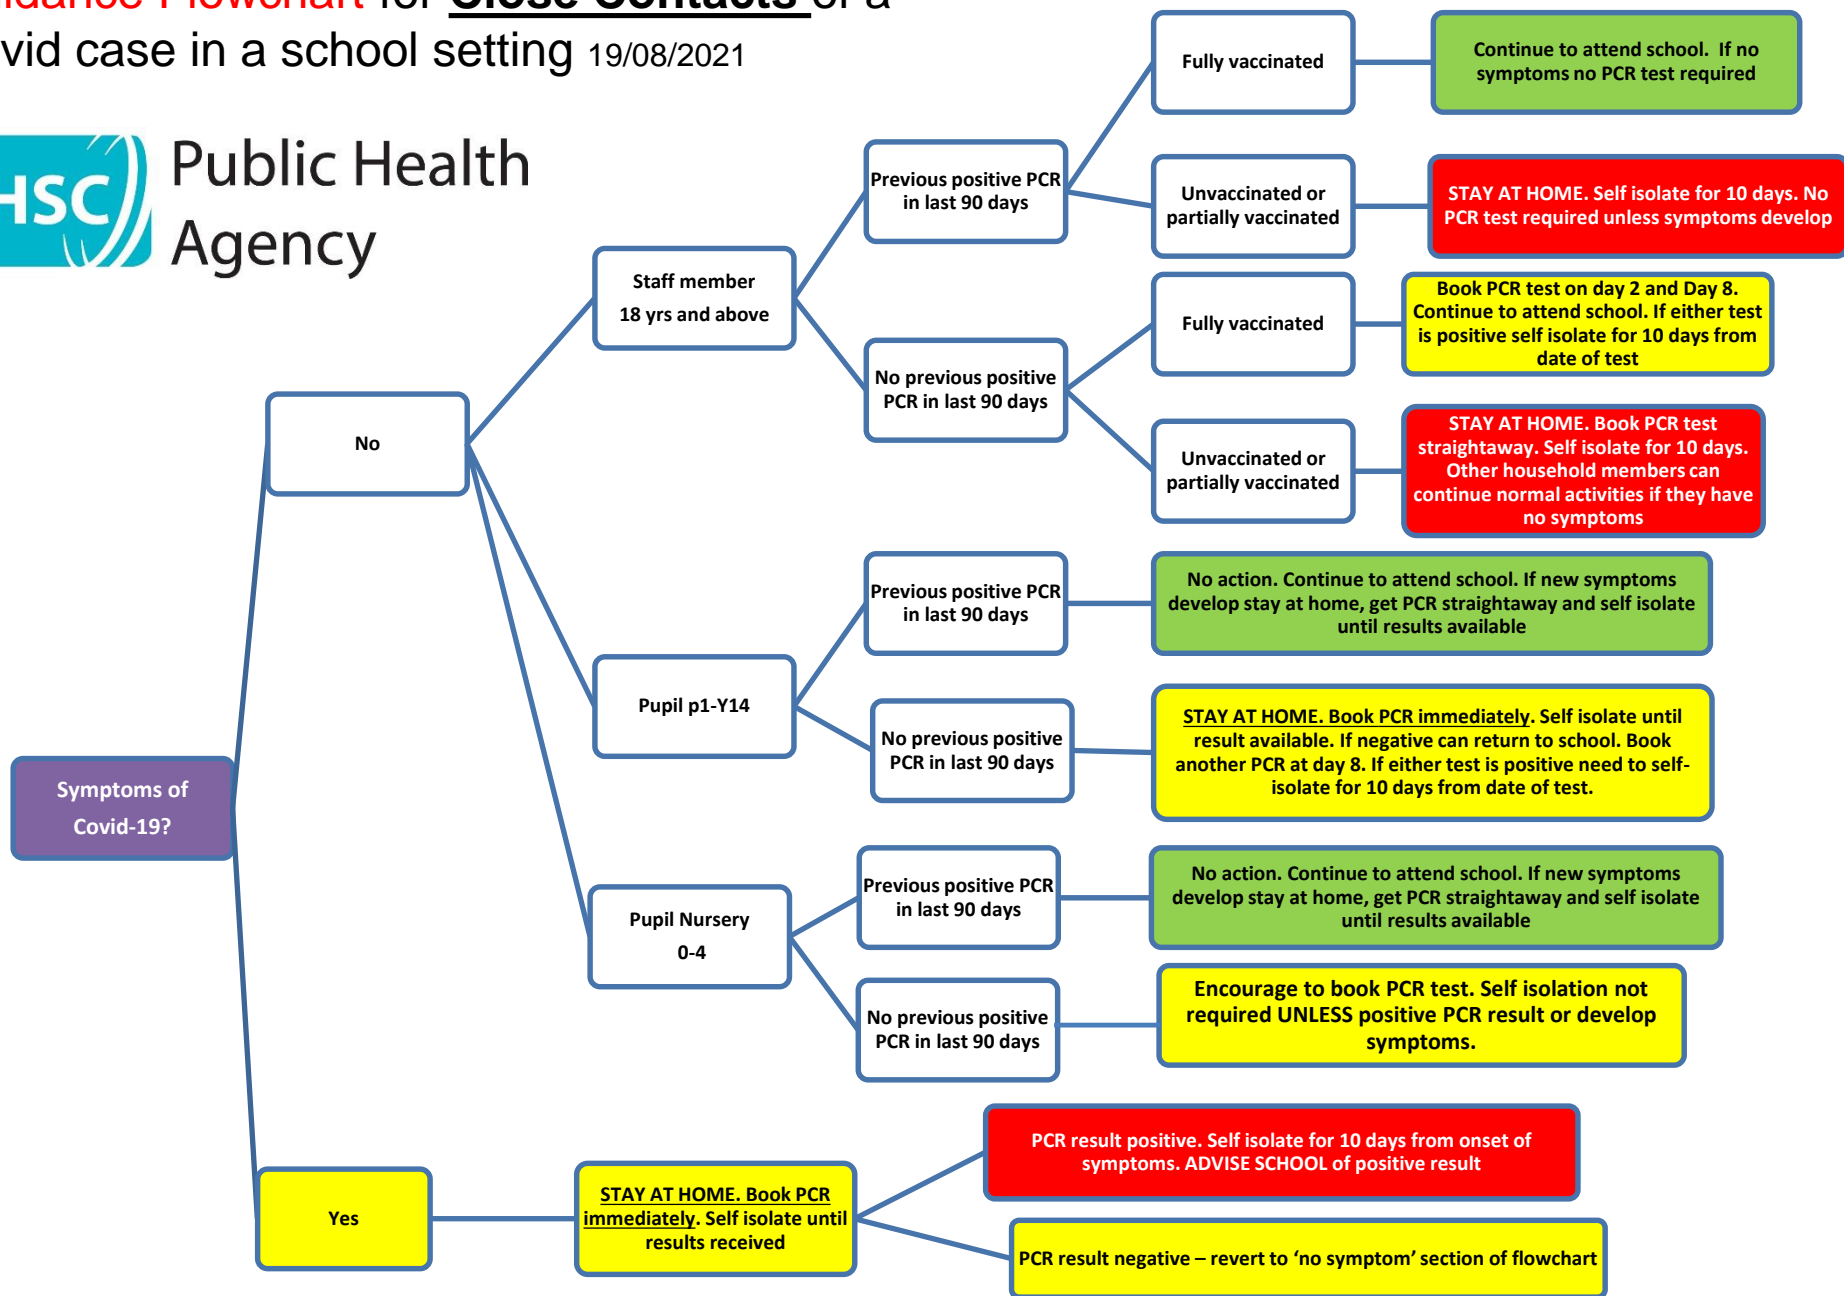 idance Flowchart for Close Contacts of a
vid case in a school setting 19/08/2021
HSC
Public Health
Agency
Symptoms of
Covid-19?
No
Staff member
18 yrs and above
Previous positive PCR
in last 90 days
Fully vaccinated
Continue to attend school. If no
symptoms no PCR test required
Unvaccinated or
partially vaccinated
STAY AT HOME. Self isolate for 10 days. No
PCR test required unless symptoms develop
No previous positive
PCR in last 90 days
Fully vaccinated
Book PCR test on day 2 and Day 8.
Continue to attend school. If either test
is positive self isolate for 10 days from
date of test
Unvaccinated or
partially vaccinated
STAY AT HOME. Book PCR test
straightaway. Self isolate for 10 days.
Other household members can
continue normal activities if they have
no symptoms
Pupil p1-Y14
Previous positive PCR
in last 90 days
No action. Continue to attend school. If new symptoms
develop stay at home, get PCR straightaway and self isolate
until results available
No previous positive
PCR in last 90 days
STAY AT HOME. Book PCR immediately. Self isolate until
result available. If negative can return to school. Book
another PCR at day 8. If either test is positive need to self-
isolate for 10 days from date of test.
Pupil Nursery
0-4
Previous positive PCR
in last 90 days
No action. Continue to attend school. If new symptoms
develop stay at home, get PCR straightaway and self isolate
until results available
No previous positive
PCR in last 90 days
Encourage to book PCR test. Self isolation not
required UNLESS positive PCR result or develop
symptoms.
Yes
STAY AT HOME. Book PCR
immediately. Self isolate until
results received
PCR result positive. Self isolate for 10 days from onset of
symptoms. ADVISE SCHOOL of positive result
PCR result negative – revert to ‘no symptom’ section of flowchart